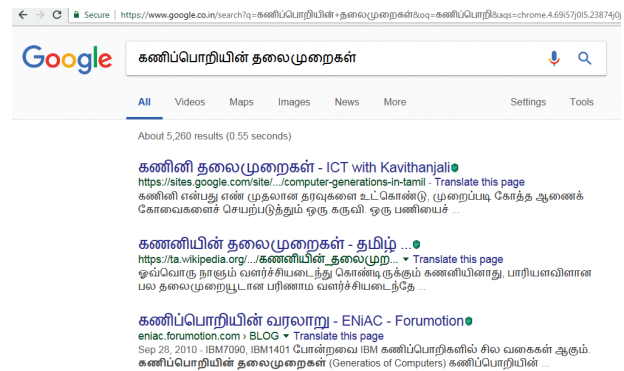 Secure | https://www.google.co.in/search?q=கணிப்பொறியின்+தலைமுறைகள்&oq=கணிப்பொறி&aqs=chrome.4.69i57j0l5.23874j0j
Google கணிப்பொறியின் தலைமுறைகள்
All Videos Maps Images News More Settings Tools
About 5,260 results (0.55 seconds)
கணினி தலைமுறைகள் - ICT with Kavithanjali
https://sites.google.com/site/.../computer-generations-in-tamil - Translate this page
கணினி என்பது எண் முதலான தரவுகளை உட்கொண்டு, முறைப்படி கோத்த ஆணைக்
கோவைகளைச் செயற்படுத்தும் ஒரு கருவி. ஒரு பணியைச் ...
கணனியின் தலைமுறைகள் - தமிழ் ...
https://ta.wikipedia.org/.../கணனியின்_தலைமுற... Translate this page
ஒவ்வொரு நாளும் வளர்ச்சியடைந்து கொண்டிருக்கும் கணனியினாது, பாரியளவிளான
பல தலைமுறையூடான பரிணாம வளர்ச்சியடைந்தே ...
கணிப்பொறியின் வரலாறு - ENiAC - Forumotion
eniac.forumotion.com › BLOG Translate this page
Sep 28, 2010 - IBM7090, IBM1401 போன்றவை IBM கணிப்பொறிகளில் சில வகைகள் ஆகும்.
கணிப்பொறியின் தலைமுறைகள் (Generatios of Computers) கணிப்பொறியின் ...